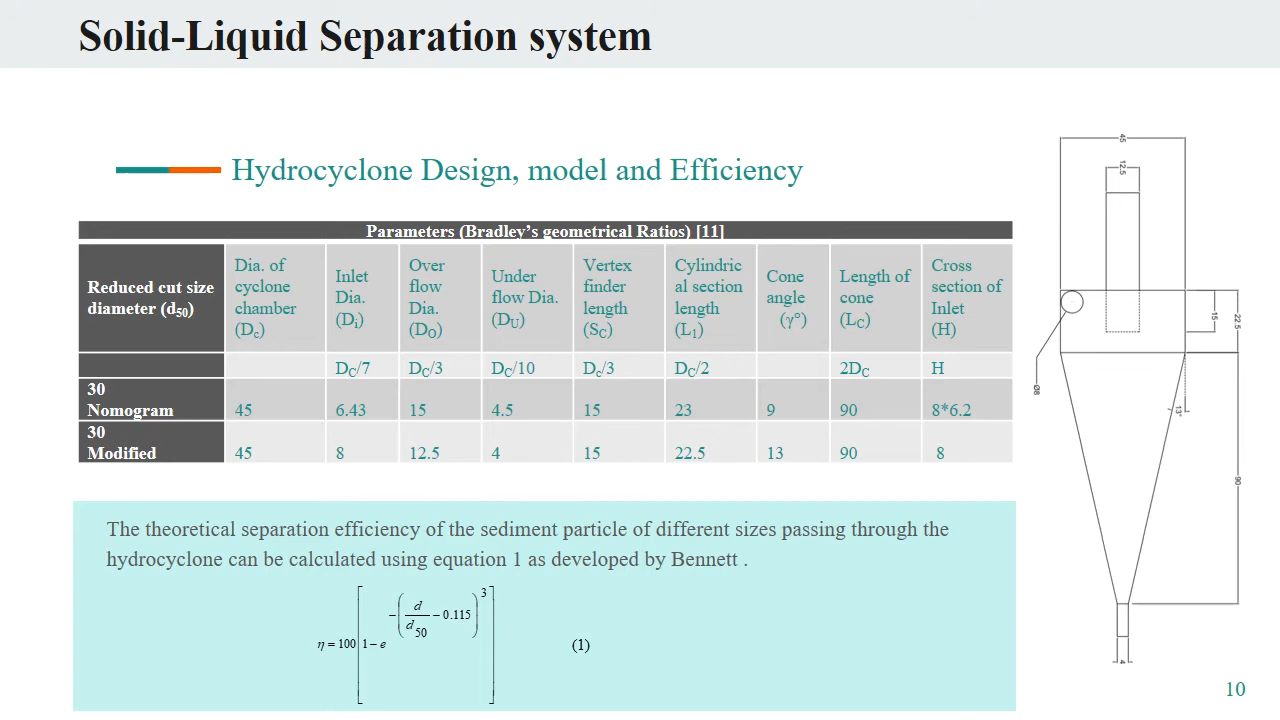 Solid-Liquid Separation system
Hydrocyclone Design, model and Efficiency
Parameters (Bradley's geometrical Ratios) [11]
Reduced cut size
diameter (d50)
Dia. of
cyclone
chamber
(Dc)
Inlet
Dia.
(Di)
Over
flow
Dia.
(DO)
Under
flow Dia.
(DU)
Vertex
finder
length
(SC)
Cylindric
al section
length
(L1)
Cone
angle
(γ°)
Length of
cone
(LC)
Cross
section of
Inlet
(H)
DC/7 DC/3 DC/10 Dc/3 DC/2 2DC H
30
Nomogram 45 6.43 15 4.5 15 23 9 90 8*6.2
30
Modified 45 8 12.5 4 15 22.5 13 90 8
The theoretical separation efficiency of the sediment particle of different sizes passing through the
hydrocyclone can be calculated using equation 1 as developed by Bennett .
η = 100 [1 − e^−(d/d50 − 0.115)^3] (1)
45
12.5
15
22.5
Ø8
13°
90
4
10